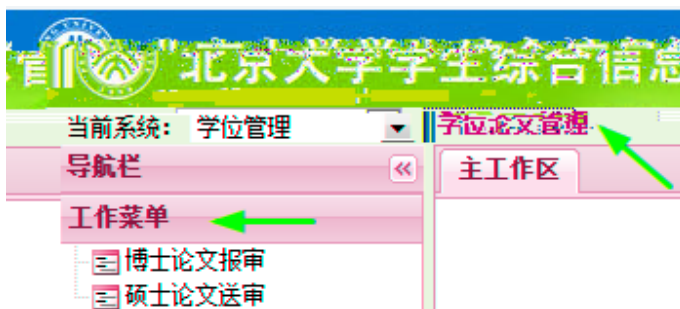 北京大学学生综合信息
当前系统： 学位管理 学位论文管理
导航栏 主工作区
工作菜单
博士论文报审
硕士论文送审